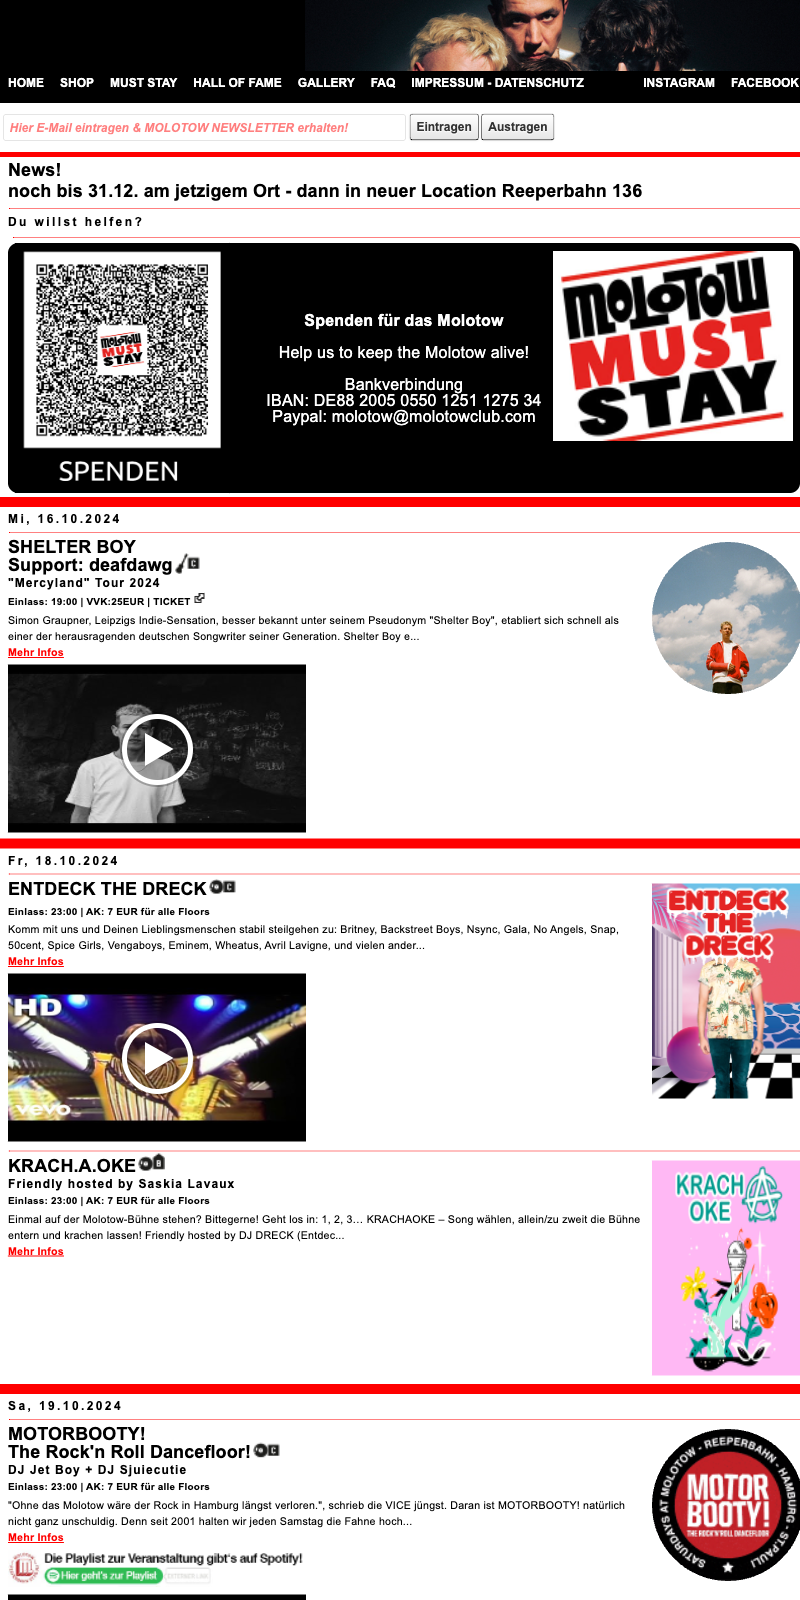 HOME SHOP MUST STAY HALL OF FAME GALLERY FAQ IMPRESSUM - DATENSCHUTZ INSTAGRAM FACEBOOK
Hier E-Mail eintragen & MOLOTOW NEWSLETTER erhalten! Eintragen Austragen
News!
noch bis 31.12. am jetzigem Ort - dann in neuer Location Reeperbahn 136
Du willst helfen?
MOLOTOW
MUST
STAY
SPENDEN
Spenden für das Molotow
Help us to keep the Molotow alive!
Bankverbindung
IBAN: DE88 2005 0550 1251 1275 34
Paypal: molotow@molotowclub.com
MOLOTOW
MUST
STAY
Mi, 16.10.2024
SHELTER BOY
Support: deafdawg C
"Mercyland" Tour 2024
Einlass: 19:00 | VVK:25EUR | TICKET
Simon Graupner, Leipzigs Indie-Sensation, besser bekannt unter seinem Pseudonym "Shelter Boy", etabliert sich schnell als
einer der herausragenden deutschen Songwriter seiner Generation. Shelter Boy e...
Mehr Infos
Fr, 18.10.2024
ENTDECK THE DRECK C
Einlass: 23:00 | AK: 7 EUR für alle Floors
Komm mit uns und Deinen Lieblingsmenschen stabil steilgehen zu: Britney, Backstreet Boys, Nsync, Gala, No Angels, Snap,
50cent, Spice Girls, Vengaboys, Eminem, Wheatus, Avril Lavigne, und vielen ander...
Mehr Infos
HD
vevo
ENTDECK
THE
DRECK
KRACH.A.OKE B
Friendly hosted by Saskia Lavaux
Einlass: 23:00 | AK: 7 EUR für alle Floors
Einmal auf der Molotow-Bühne stehen? Bittegerne! Geht los in: 1, 2, 3… KRACHAOKE – Song wählen, allein/zu zweit die Bühne
entern und krachen lassen! Friendly hosted by DJ DRECK (Entdec...
Mehr Infos
KRACH A
OKE
Sa, 19.10.2024
MOTORBOOTY!
The Rock'n Roll Dancefloor! C
DJ Jet Boy + DJ Sjuiecutie
Einlass: 23:00 | AK: 7 EUR für alle Floors
"Ohne das Molotow wäre der Rock in Hamburg längst verloren.", schrieb die VICE jüngst. Daran ist MOTORBOOTY! natürlich
nicht ganz unschuldig. Denn seit 2001 halten wir jeden Samstag die Fahne hoch...
Mehr Infos
Die Playlist zur Veranstaltung gibt's auf Spotify!
Hier geht's zur Playlist EXTERNER LINK
SATURDAYS AT MOLOTOW - REEPERBAHN - HAMBURG - ST.PAULI
MOTOR
BOOTY!
THE ROCK'N'ROLL DANCEFLOOR